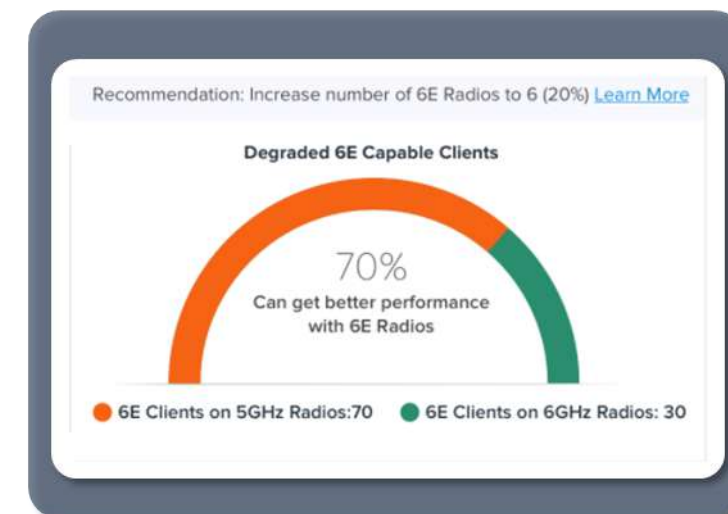 Recommendation: Increase number of 6E Radios to 6 (20%) Learn More
Degraded 6E Capable Clients
70%
Can get better performance
with 6E Radios
6E Clients on 5GHz Radios:70
6E Clients on 6GHz Radios: 30